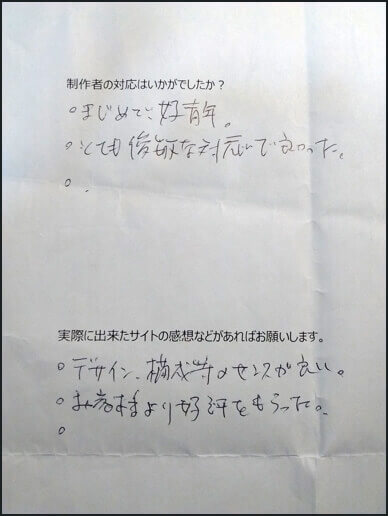 制作者の対応はいかがでしたか？
○まじめで、好青年。
○とても俊敏な対応で良かった。
○.
実際に出来たサイトの感想などがあればお願いします。
○デザイン、構成等のセンスが良い。
○お客様より好評をもらった。
○